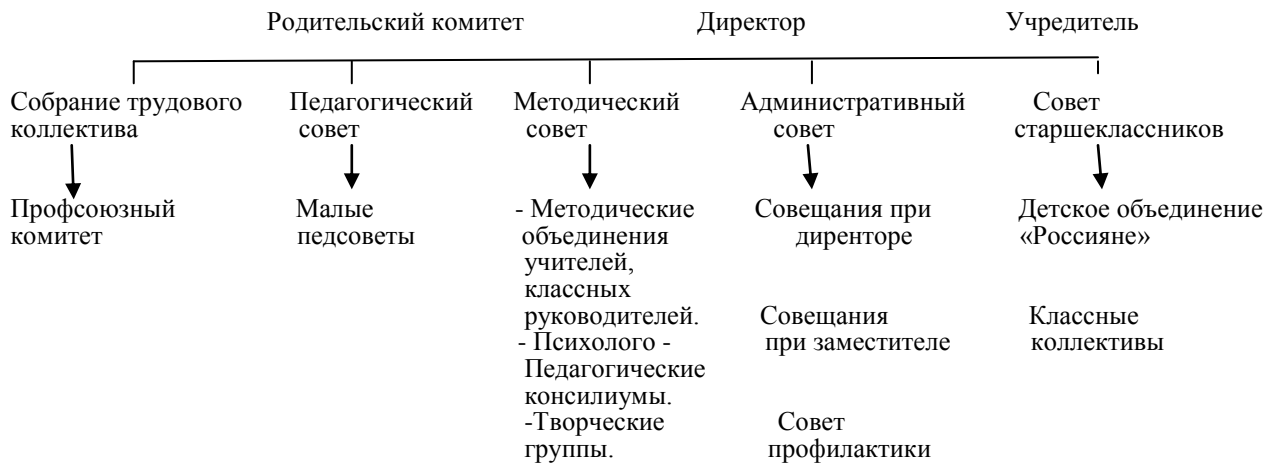 Родительский комитет Директор Учредитель
Собрание трудового коллектива
Педагогический совет
Методический совет
Административный совет
Совет старшеклассников
Профсоюзный
комитет
Малые
педсоветы
- Методические
объединения
учителей,
классных
руководителей.
- Психолого -
Педагогические
консилиумы.
-Творческие
группы.
Совещания при
директоре
Совещания
при заместителе
Совет
профилактики
Детское объединение
«Россияне»
Классные
коллективы